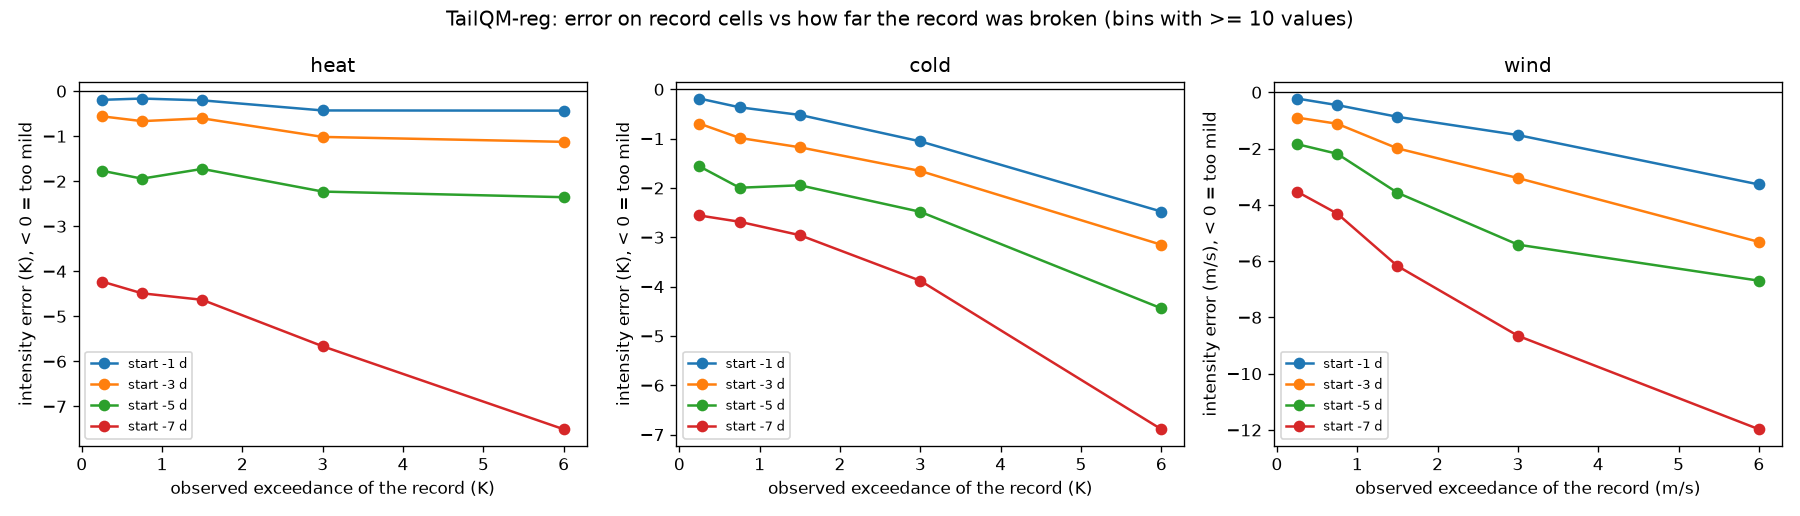 TailQM-reg: error on record cells vs how far the record was broken (bins with >= 10 values)
heat
intensity error (K), < 0 = too mild
0
−1
−2
−3
−4
−5
−6
−7
start -1 d
start -3 d
start -5 d
start -7 d
0 1 2 3 4 5 6
observed exceedance of the record (K)
cold
intensity error (K), < 0 = too mild
0
−1
−2
−3
−4
−5
−6
−7
start -1 d
start -3 d
start -5 d
start -7 d
0 1 2 3 4 5 6
observed exceedance of the record (K)
wind
intensity error (m/s), < 0 = too mild
0
−2
−4
−6
−8
−10
−12
start -1 d
start -3 d
start -5 d
start -7 d
0 1 2 3 4 5 6
observed exceedance of the record (m/s)